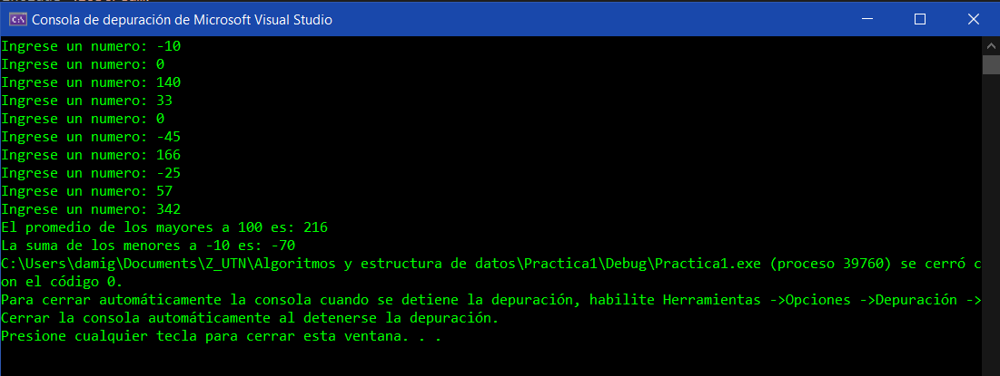 Consola de depuración de Microsoft Visual Studio
Ingrese un numero: -10
Ingrese un numero: 0
Ingrese un numero: 140
Ingrese un numero: 33
Ingrese un numero: 0
Ingrese un numero: -45
Ingrese un numero: 166
Ingrese un numero: -25
Ingrese un numero: 57
Ingrese un numero: 342
El promedio de los mayores a 100 es: 216
La suma de los menores a -10 es: -70
C:\Users\damig\Documents\Z_UTN\Algoritmos y estructura de datos\Practica1\Debug\Practica1.exe (proceso 39760) se cerró c
on el código 0.
Para cerrar automáticamente la consola cuando se detiene la depuración, habilite Herramientas ->Opciones ->Depuración ->
Cerrar la consola automáticamente al detenerse la depuración.
Presione cualquier tecla para cerrar esta ventana. . .